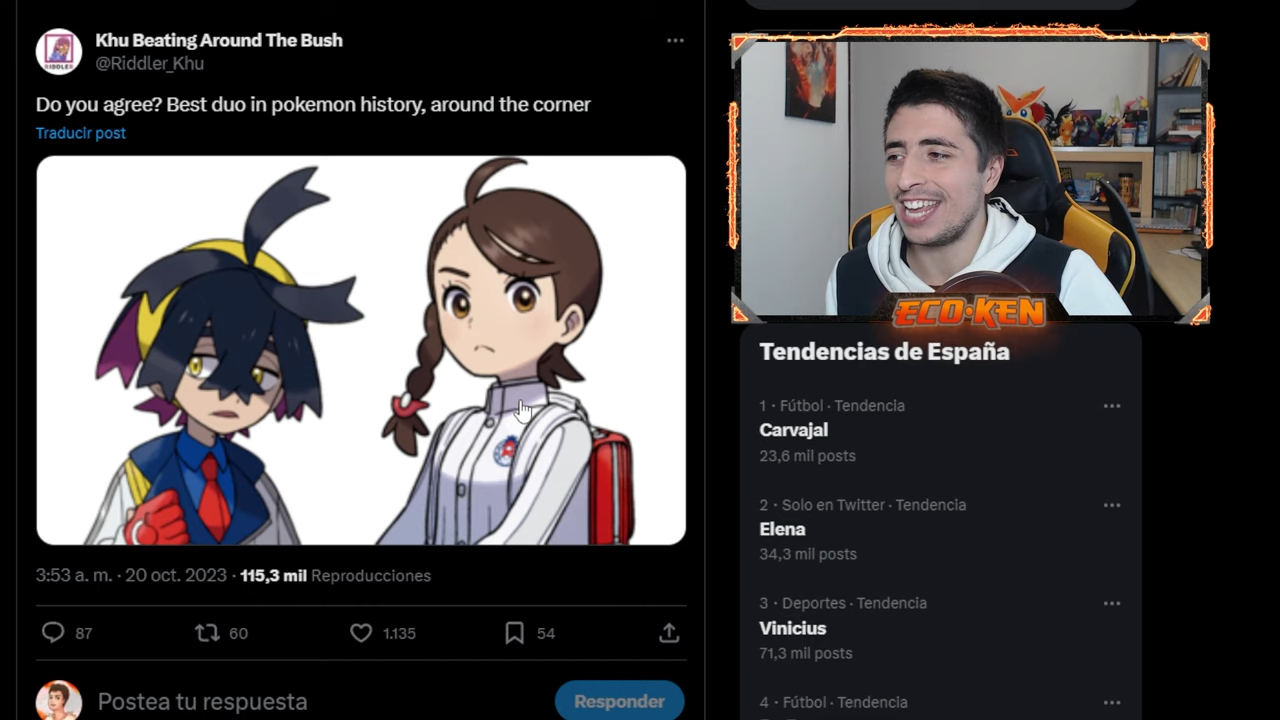 Khu Beating Around The Bush
@Riddler_Khu
Do you agree? Best duo in pokemon history, around the corner
Traducir post
3:53 a. m. · 20 oct. 2023 · 115,3 mil Reproducciones
87
60
1.135
54
Postea tu respuesta
Responder
RIDDLER
ECO·KEN
Tendencias de España
1 · Fútbol · Tendencia
Carvajal
23,6 mil posts
2 · Solo en Twitter · Tendencia
Elena
34,3 mil posts
3 · Deportes · Tendencia
Vinicius
71,3 mil posts
4 · Fútbol · Tendencia